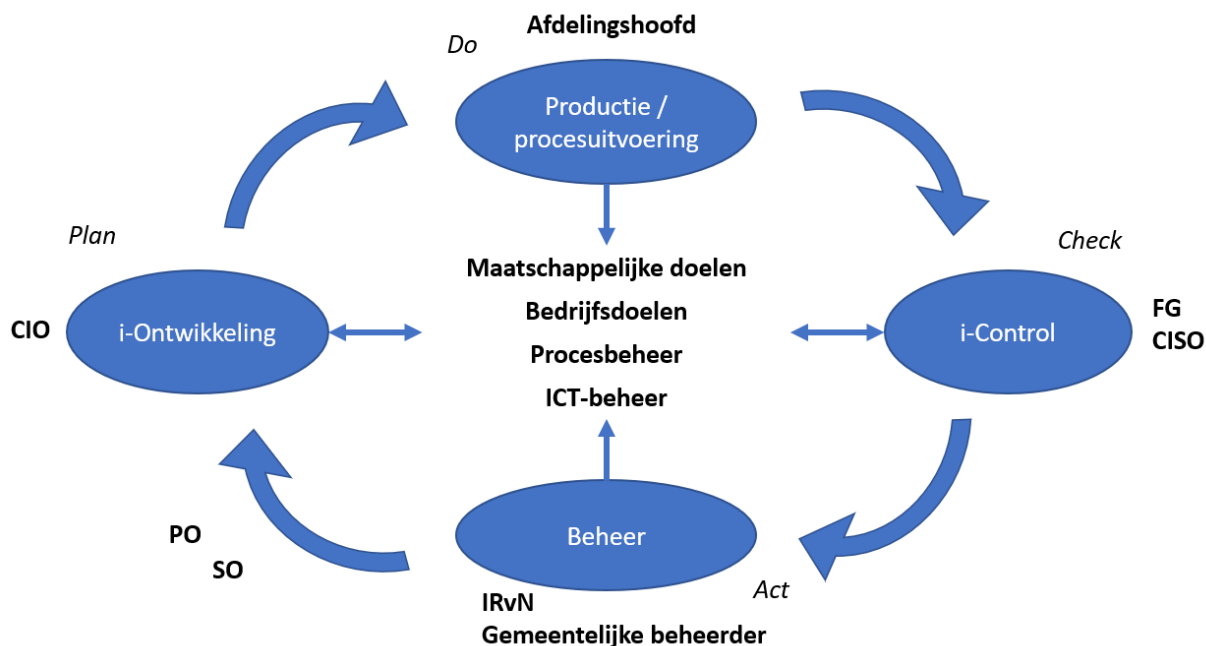 Afdelingshoofd
Do
Productie /
procesuitvoering
Plan
Check
Maatschappelijke doelen
Bedrijfsdoelen
Procesbeheer
ICT-beheer
CIO
i-Ontwikkeling
i-Control
FG
CISO
PO
SO
Beheer
Act
IRvN
Gemeentelijke beheerder